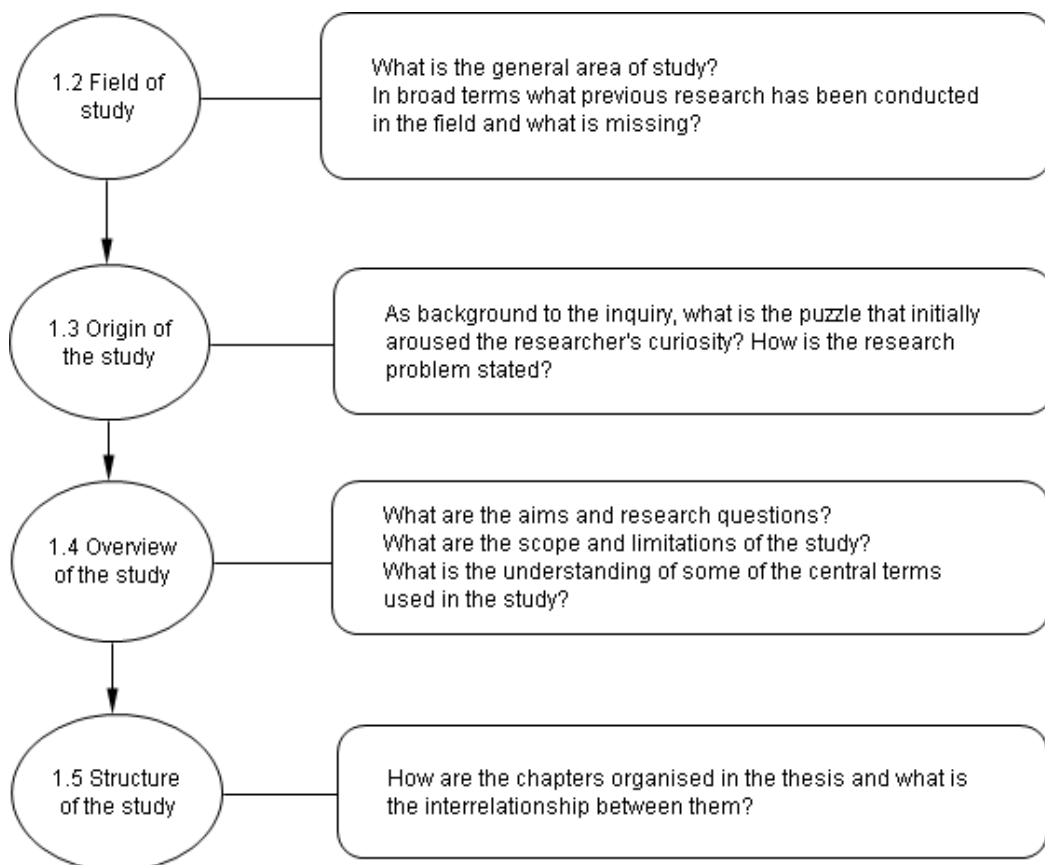 1.2 Field of
study
What is the general area of study?
In broad terms what previous research has been conducted
in the field and what is missing?
1.3 Origin of
the study
As background to the inquiry, what is the puzzle that initially
aroused the researcher's curiosity? How is the research
problem stated?
1.4 Overview
of the study
What are the aims and research questions?
What are the scope and limitations of the study?
What is the understanding of some of the central terms
used in the study?
1.5 Structure
of the study
How are the chapters organised in the thesis and what is
the interrelationship between them?